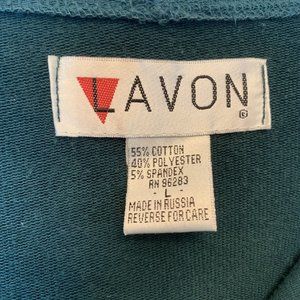 LAVON
®
55% COTTON
40% POLYESTER
5% SPANDEX
RN 96283
- L -
MADE IN RUSSIA
REVERSE FOR CARE